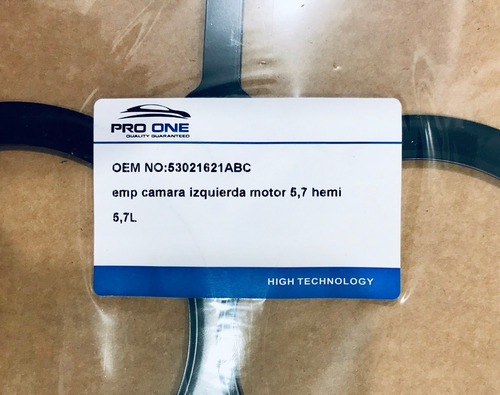 PRO ONE
QUALITY GUARANTEED
OEM NO:53021621ABC
emp camara izquierda motor 5,7 hemi
5,7L
HIGH TECHNOLOGY